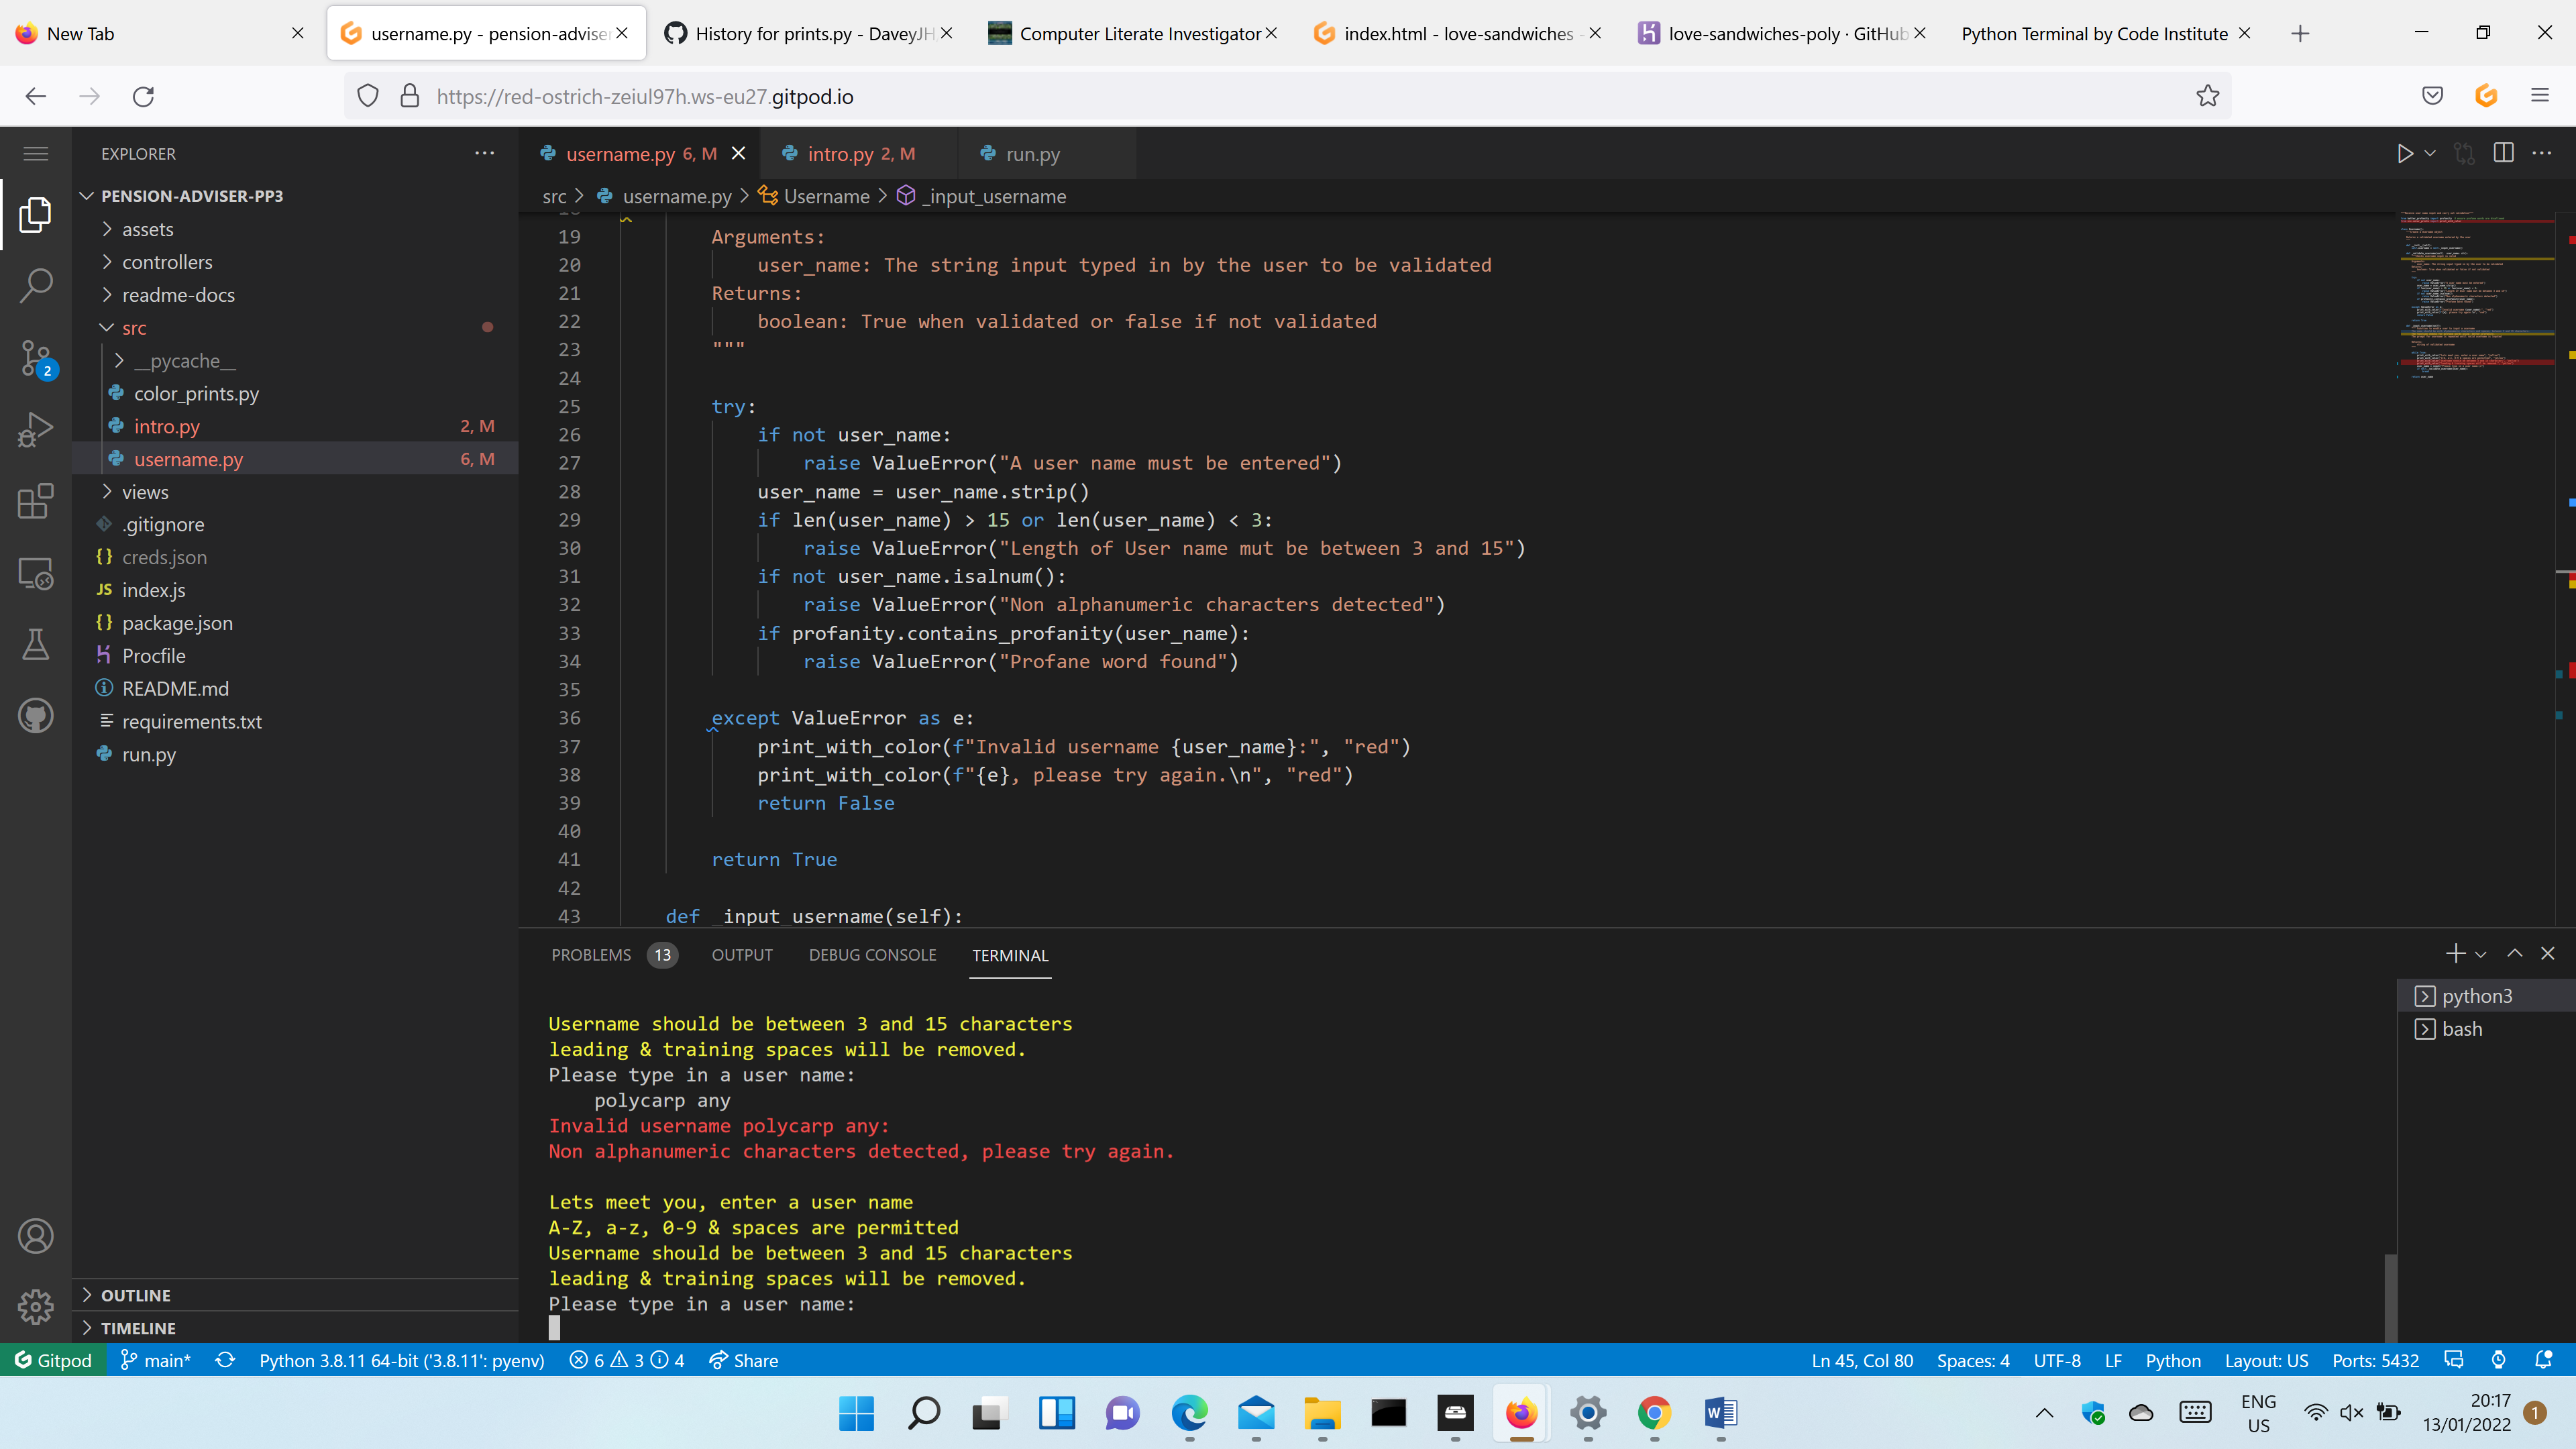 New Tab
username.py - pension-adviser
History for prints.py - DaveyJH
Computer Literate Investigator
index.html - love-sandwiches -
love-sandwiches-poly · GitHub
Python Terminal by Code Institute
https://red-ostrich-zeiul97h.ws-eu27.gitpod.io
EXPLORER
username.py 6, M
intro.py 2, M
run.py
PENSION-ADVISER-PP3
src > username.py > Username > _input_username
assets
controllers
readme-docs
src
__pycache__
color_prints.py
intro.py 2, M
username.py 6, M
views
.gitignore
creds.json
index.js
package.json
Procfile
README.md
requirements.txt
run.py
OUTLINE
TIMELINE
2
JS
19 Arguments:
20 user_name: The string input typed in by the user to be validated
21 Returns:
22 boolean: True when validated or false if not validated
23 """
24
25 try:
26 if not user_name:
27 raise ValueError("A user name must be entered")
28 user_name = user_name.strip()
29 if len(user_name) > 15 or len(user_name) < 3:
30 raise ValueError("Length of User name mut be between 3 and 15")
31 if not user_name.isalnum():
32 raise ValueError("Non alphanumeric characters detected")
33 if profanity.contains_profanity(user_name):
34 raise ValueError("Profane word found")
35
36 except ValueError as e:
37 print_with_color(f"Invalid username {user_name}:", "red")
38 print_with_color(f"{e}, please try again.\n", "red")
39 return False
40
41 return True
42
43 def _input_username(self):
PROBLEMS 13 OUTPUT DEBUG CONSOLE TERMINAL
python3
bash
Username should be between 3 and 15 characters
leading & training spaces will be removed.
Please type in a user name:
polycarp any
Invalid username polycarp any:
Non alphanumeric characters detected, please try again.
Lets meet you, enter a user name
A-Z, a-z, 0-9 & spaces are permitted
Username should be between 3 and 15 characters
leading & training spaces will be removed.
Please type in a user name:
Gitpod main* Python 3.8.11 64-bit ('3.8.11': pyenv) 6 3 4 Share Ln 45, Col 80 Spaces: 4 UTF-8 LF Python Layout: US Ports: 5432
ENG
US
20:17
13/01/2022
1